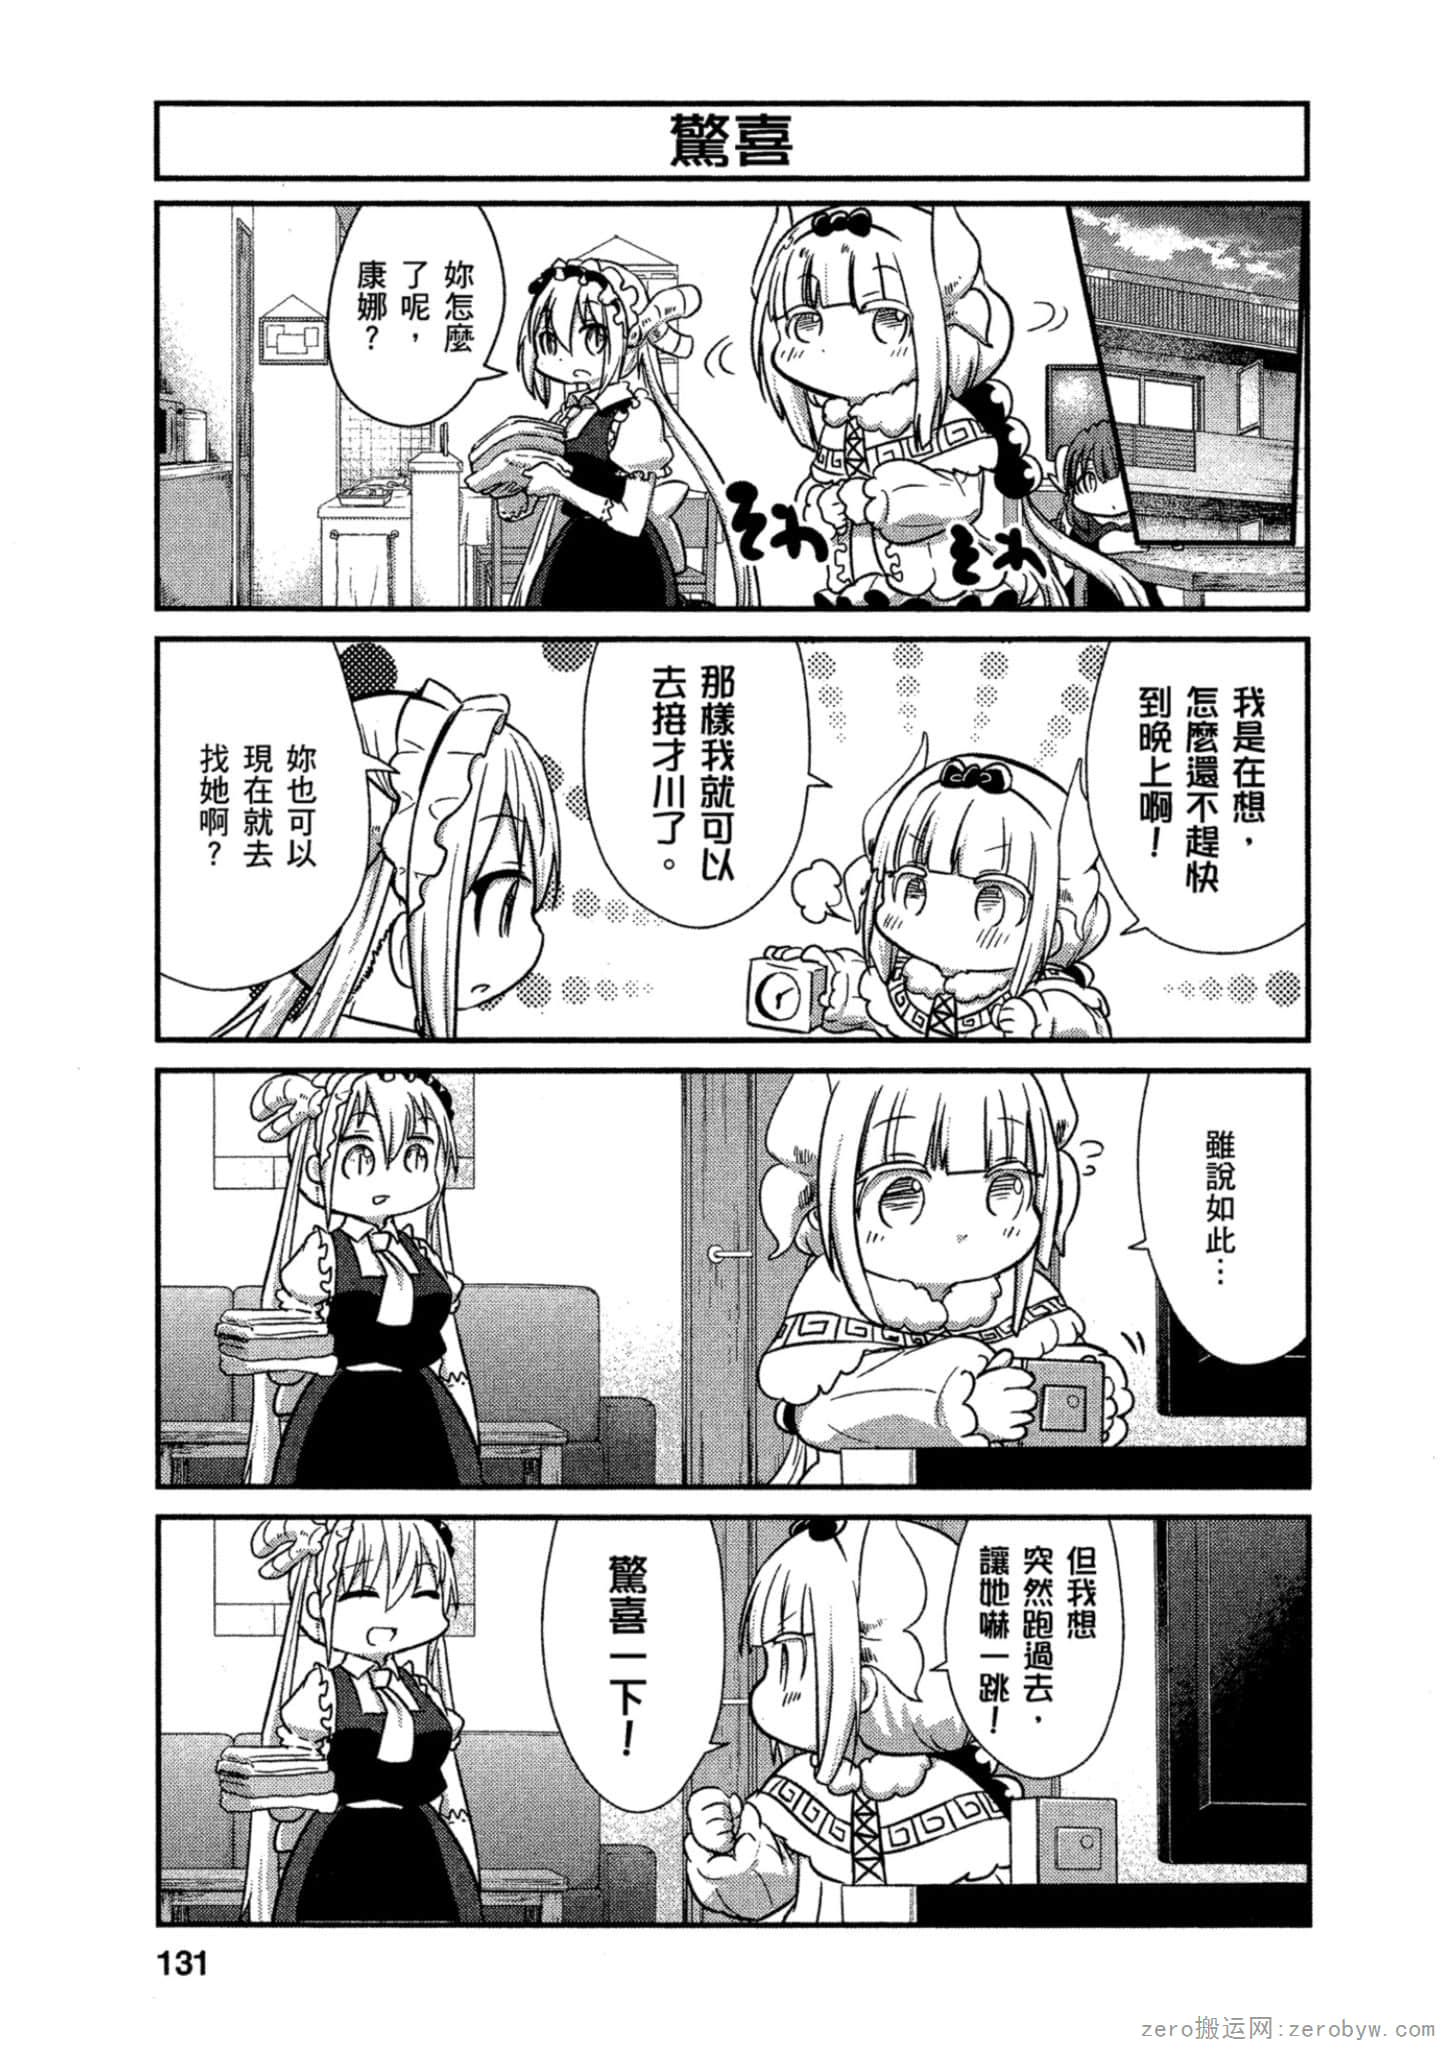 驚喜
妳怎麼
了呢，
康娜？
そわ
そわ
我是在想，
怎麼還不趕快
到晚上啊！
那樣我就可以
去接才川了。
妳也可以
現在就去
找她啊？
雖說如此…
但我想
突然跑過去，
讓她嚇一跳！
驚喜一下！
131
zero搬运网:zerobyw.com